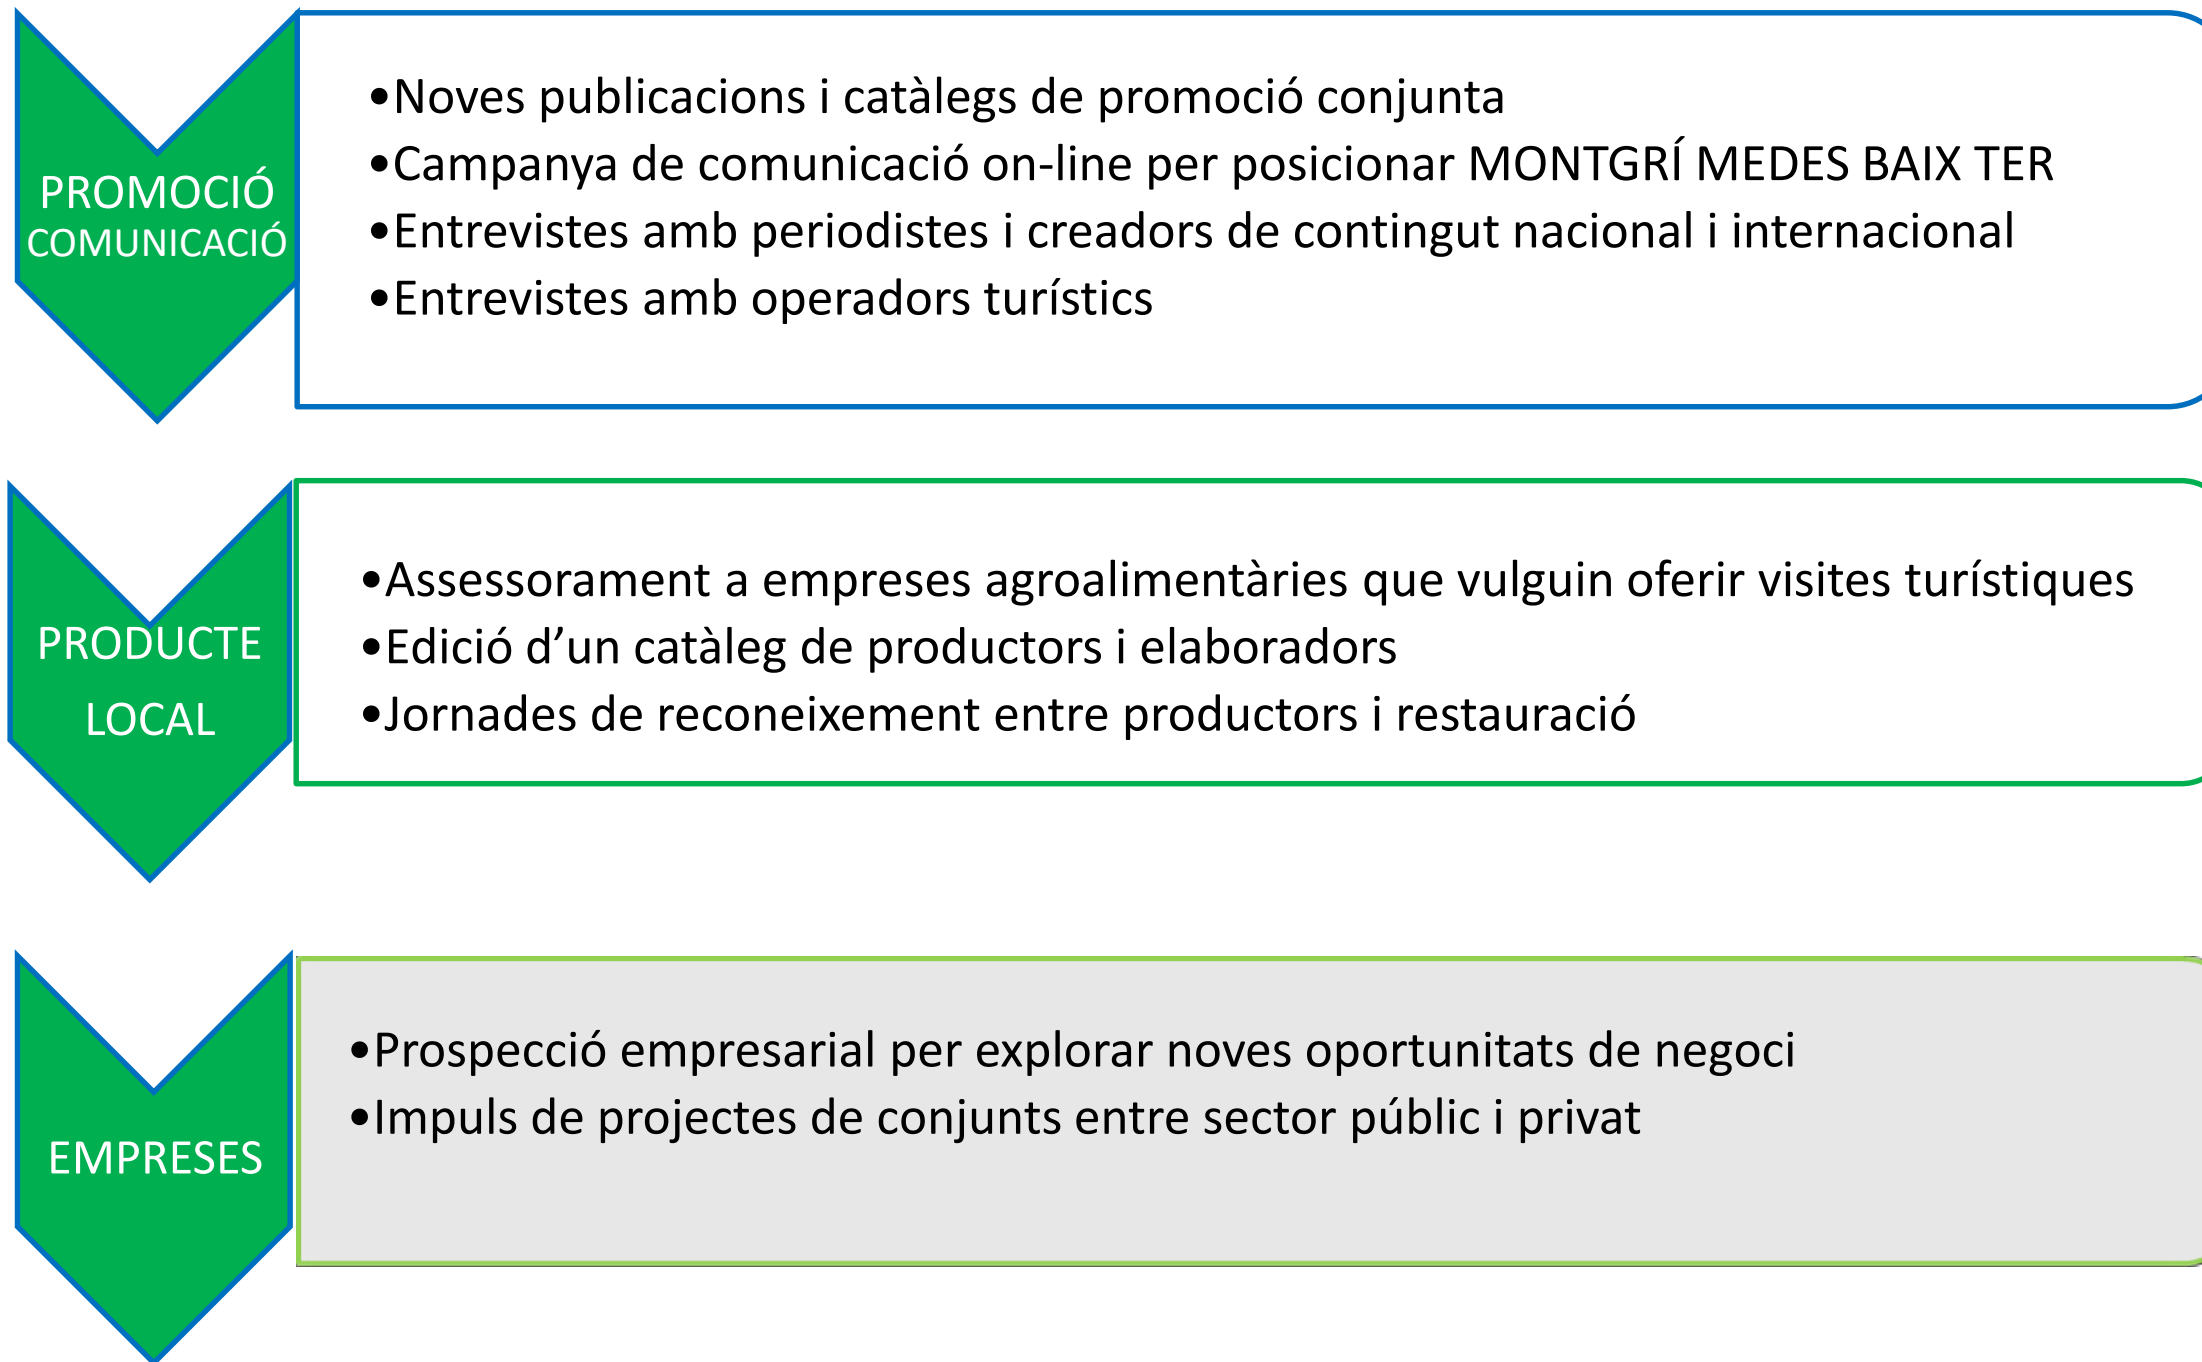 PROMOCIÓ
COMUNICACIÓ
•Noves publicacions i catàlegs de promoció conjunta
•Campanya de comunicació on-line per posicionar MONTGRÍ MEDES BAIX TER
•Entrevistes amb periodistes i creadors de contingut nacional i internacional
•Entrevistes amb operadors turístics
PRODUCTE
LOCAL
•Assessorament a empreses agroalimentàries que vulguin oferir visites turístiques
•Edició d’un catàleg de productors i elaboradors
•Jornades de reconeixement entre productors i restauració
EMPRESES
•Prospecció empresarial per explorar noves oportunitats de negoci
•Impuls de projectes de conjunts entre sector públic i privat